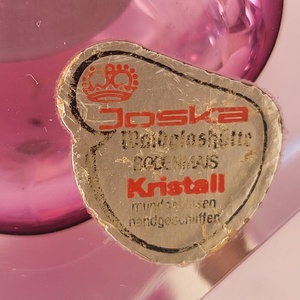 Joska
Waldglashütte
BODENMAIS
Kristall
mundgeblasen
handgeschliffen